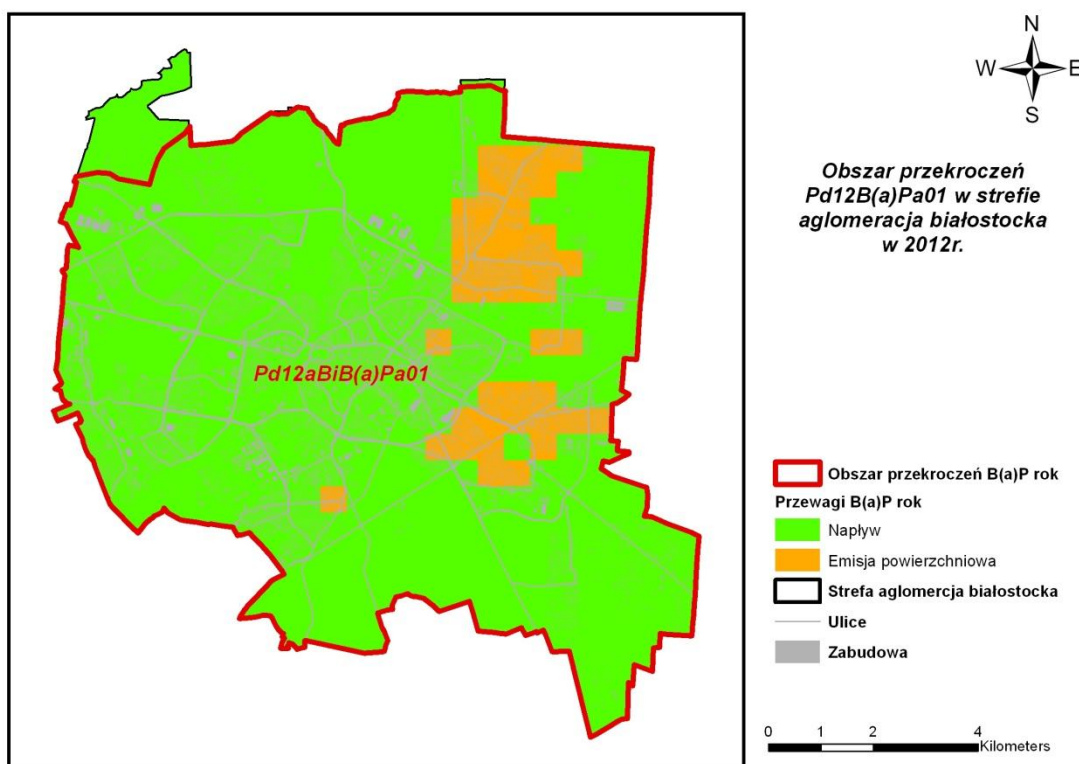 N
W E
S
Obszar przekroczeń
Pd12B(a)Pa01 w strefie
aglomeracja białostocka
w 2012r.
Pd12aBiB(a)Pa01
Obszar przekroczeń B(a)P rok
Przewagi B(a)P rok
Napływ
Emisja powierzchniowa
Strefa aglomercja białostocka
Ulice
Zabudowa
0 1 2 4
Kilometers